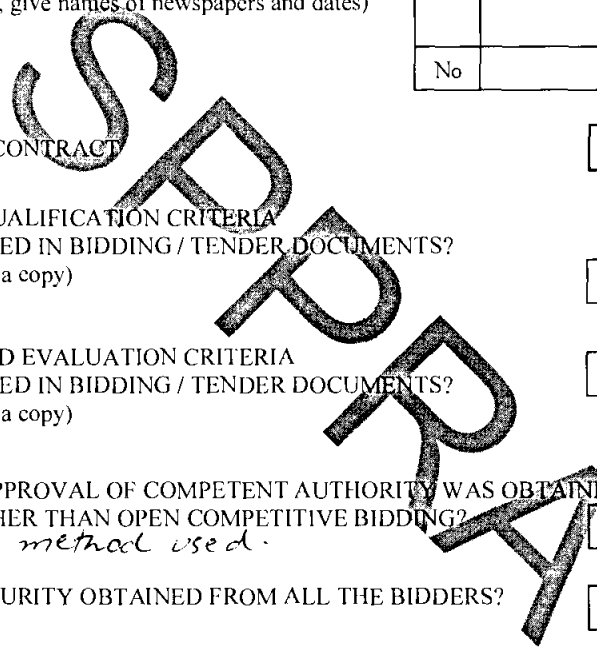 , give names of newspapers and dates)
No
CONTRACT
UALIFICATION CRITERIA
ED IN BIDDING / TENDER DOCUMENTS?
a copy)
D EVALUATION CRITERIA
ED IN BIDDING / TENDER DOCUMENTS?
a copy)
PPROVAL OF COMPETENT AUTHORITY WAS OBTAIN
HER THAN OPEN COMPETITIVE BIDDING?
method used.
URITY OBTAINED FROM ALL THE BIDDERS?
SPPRA